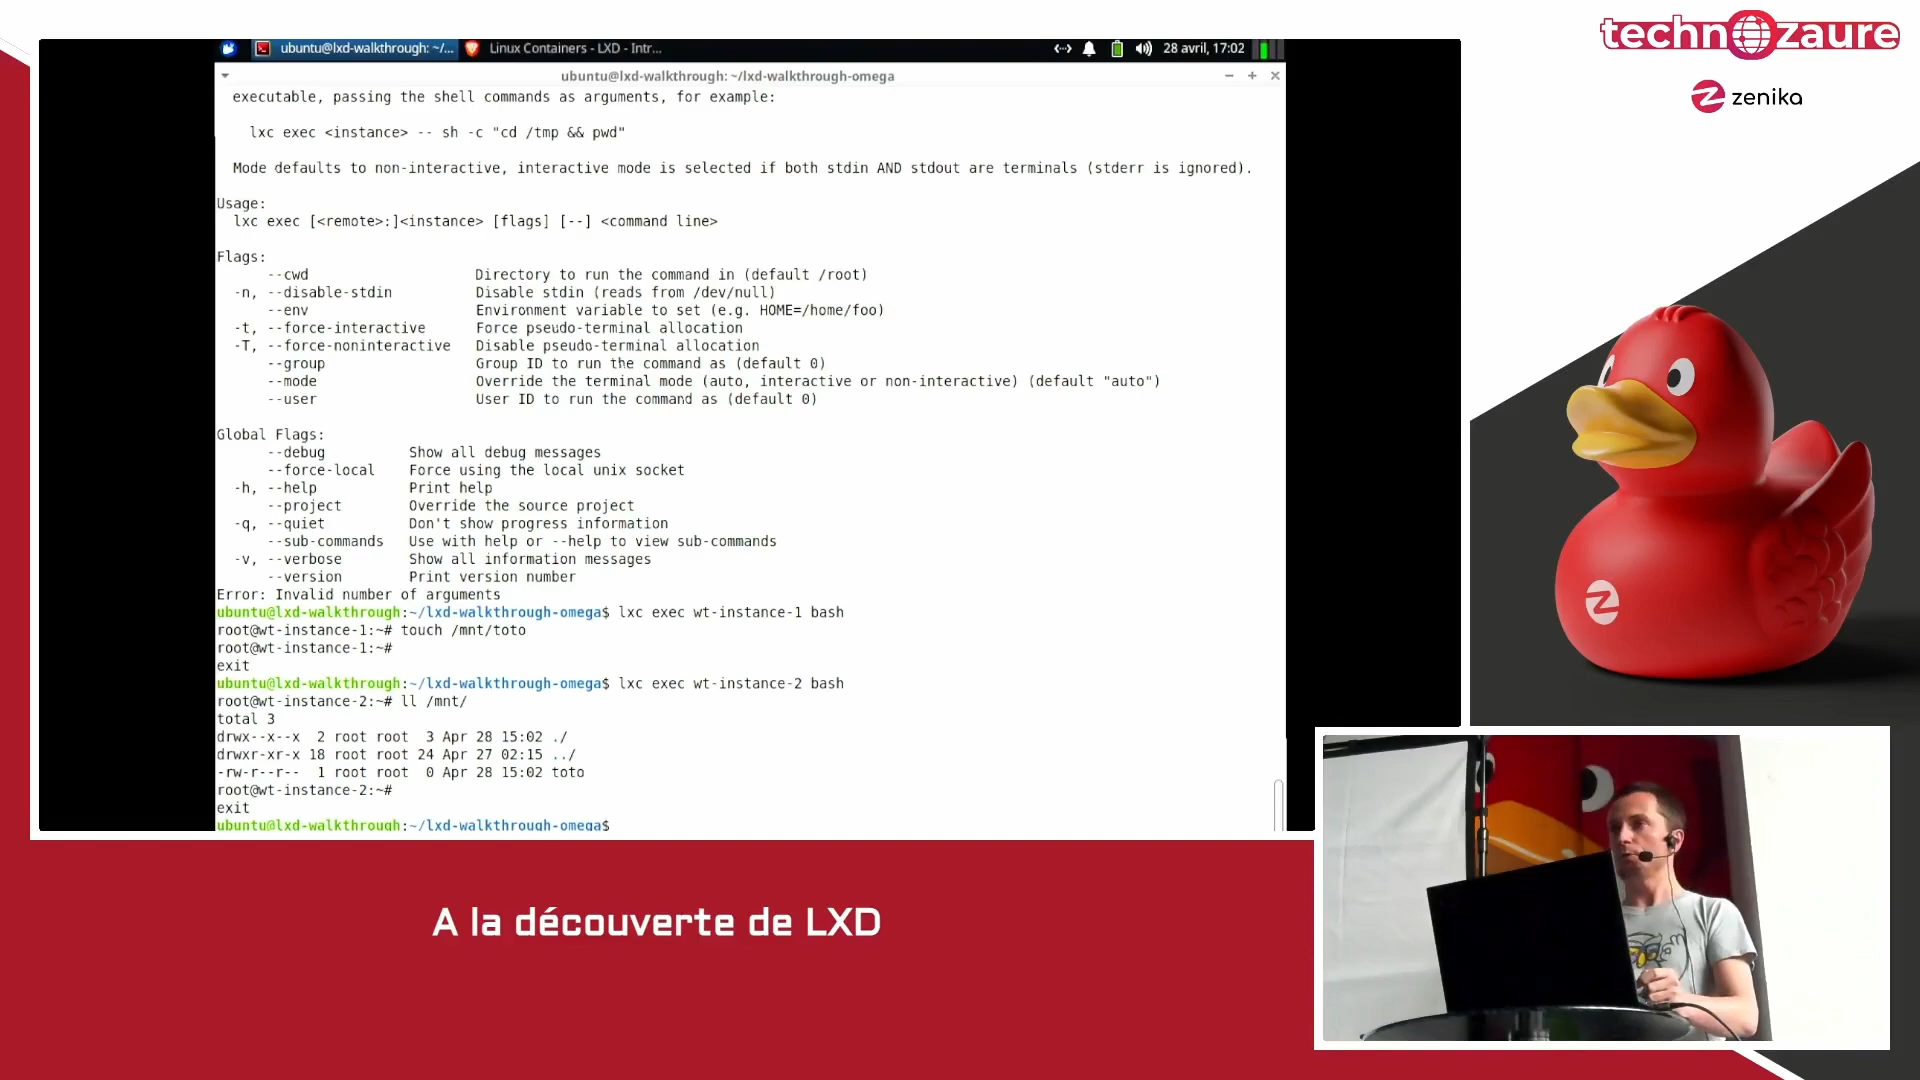 ubuntu@lxd-walkthrough: ~/... Linux Containers - LXD - Intr... 28 avril, 17:02
ubuntu@lxd-walkthrough: ~/lxd-walkthrough-omega
executable, passing the shell commands as arguments, for example:
lxc exec <instance> -- sh -c "cd /tmp && pwd"
Mode defaults to non-interactive, interactive mode is selected if both stdin AND stdout are terminals (stderr is ignored).
Usage:
lxc exec [<remote>:]<instance> [flags] [--] <command line>
Flags:
--cwd Directory to run the command in (default /root)
-n, --disable-stdin Disable stdin (reads from /dev/null)
--env Environment variable to set (e.g. HOME=/home/foo)
-t, --force-interactive Force pseudo-terminal allocation
-T, --force-noninteractive Disable pseudo-terminal allocation
--group Group ID to run the command as (default 0)
--mode Override the terminal mode (auto, interactive or non-interactive) (default "auto")
--user User ID to run the command as (default 0)
Global Flags:
--debug Show all debug messages
--force-local Force using the local unix socket
-h, --help Print help
--project Override the source project
-q, --quiet Don't show progress information
--sub-commands Use with help or --help to view sub-commands
-v, --verbose Show all information messages
--version Print version number
Error: Invalid number of arguments
ubuntu@lxd-walkthrough:~/lxd-walkthrough-omega$ lxc exec wt-instance-1 bash
root@wt-instance-1:~# touch /mnt/toto
root@wt-instance-1:~#
exit
ubuntu@lxd-walkthrough:~/lxd-walkthrough-omega$ lxc exec wt-instance-2 bash
root@wt-instance-2:~# ll /mnt/
total 3
drwx--x--x 2 root root 3 Apr 28 15:02 ./
drwxr-xr-x 18 root root 24 Apr 27 02:15 ../
-rw-r--r-- 1 root root 0 Apr 28 15:02 toto
root@wt-instance-2:~#
exit
ubuntu@lxd-walkthrough:~/lxd-walkthrough-omega$
technozaure
zenika
A la découverte de LXD